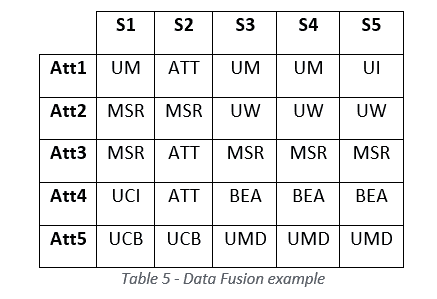 S1 S2 S3 S4 S5
Att1 UM ATT UM UM UI
Att2 MSR MSR UW UW UW
Att3 MSR ATT MSR MSR MSR
Att4 UCI ATT BEA BEA BEA
Att5 UCB UCB UMD UMD UMD
Table 5 - Data Fusion example